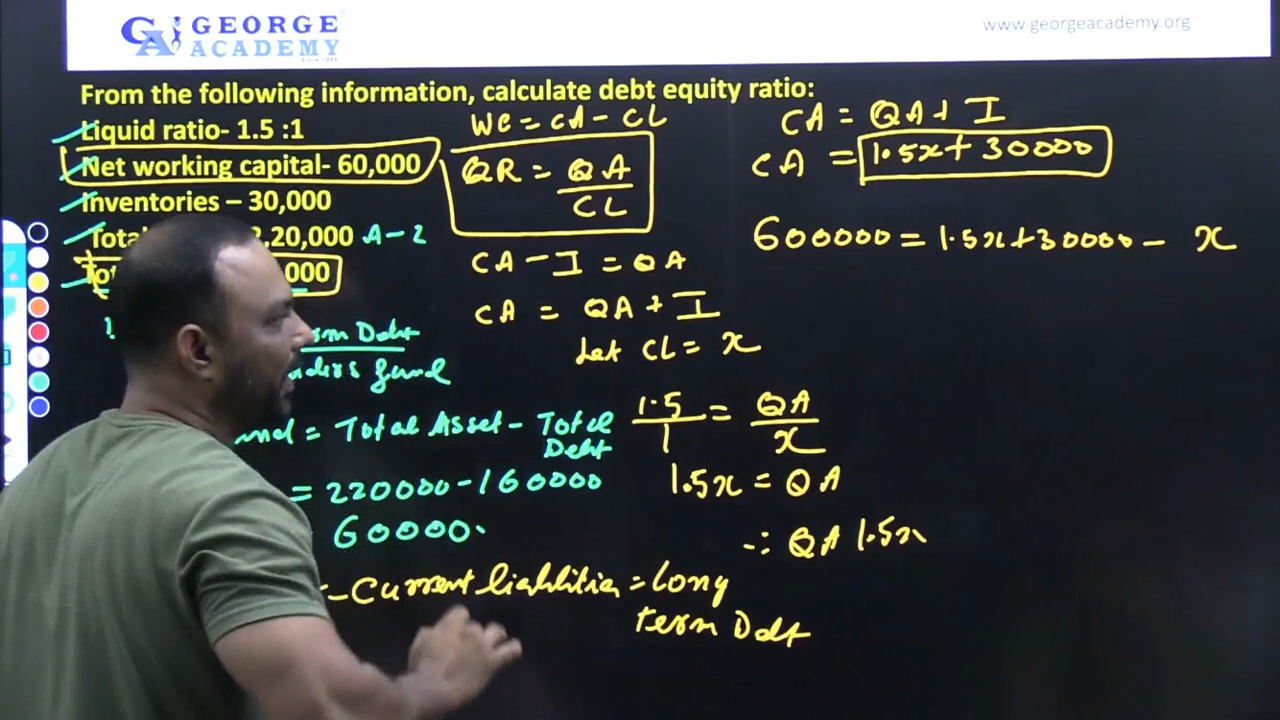 GEORGE
ACADEMY
www.georgeacademy.org
From the following information, calculate debt equity ratio:
Liquid ratio- 1.5 :1
Net working capital- 60,000
Inventories – 30,000
2,20,000 A-2
000
WC = CA - CL
QR = QA
CL
CA - I = QA
CA = QA + I
Let CL = x
1.5 = QA
1 x
1.5x = QA
∴ QA 1.5x
CA = QA + I
CA = 1.5x + 30000
600000 = 1.5x + 30000 - x
Debt
fund
= Total Asset - Total
Debt
= 220000 - 160000
60000.
- Current liabilities = Long
term Debt